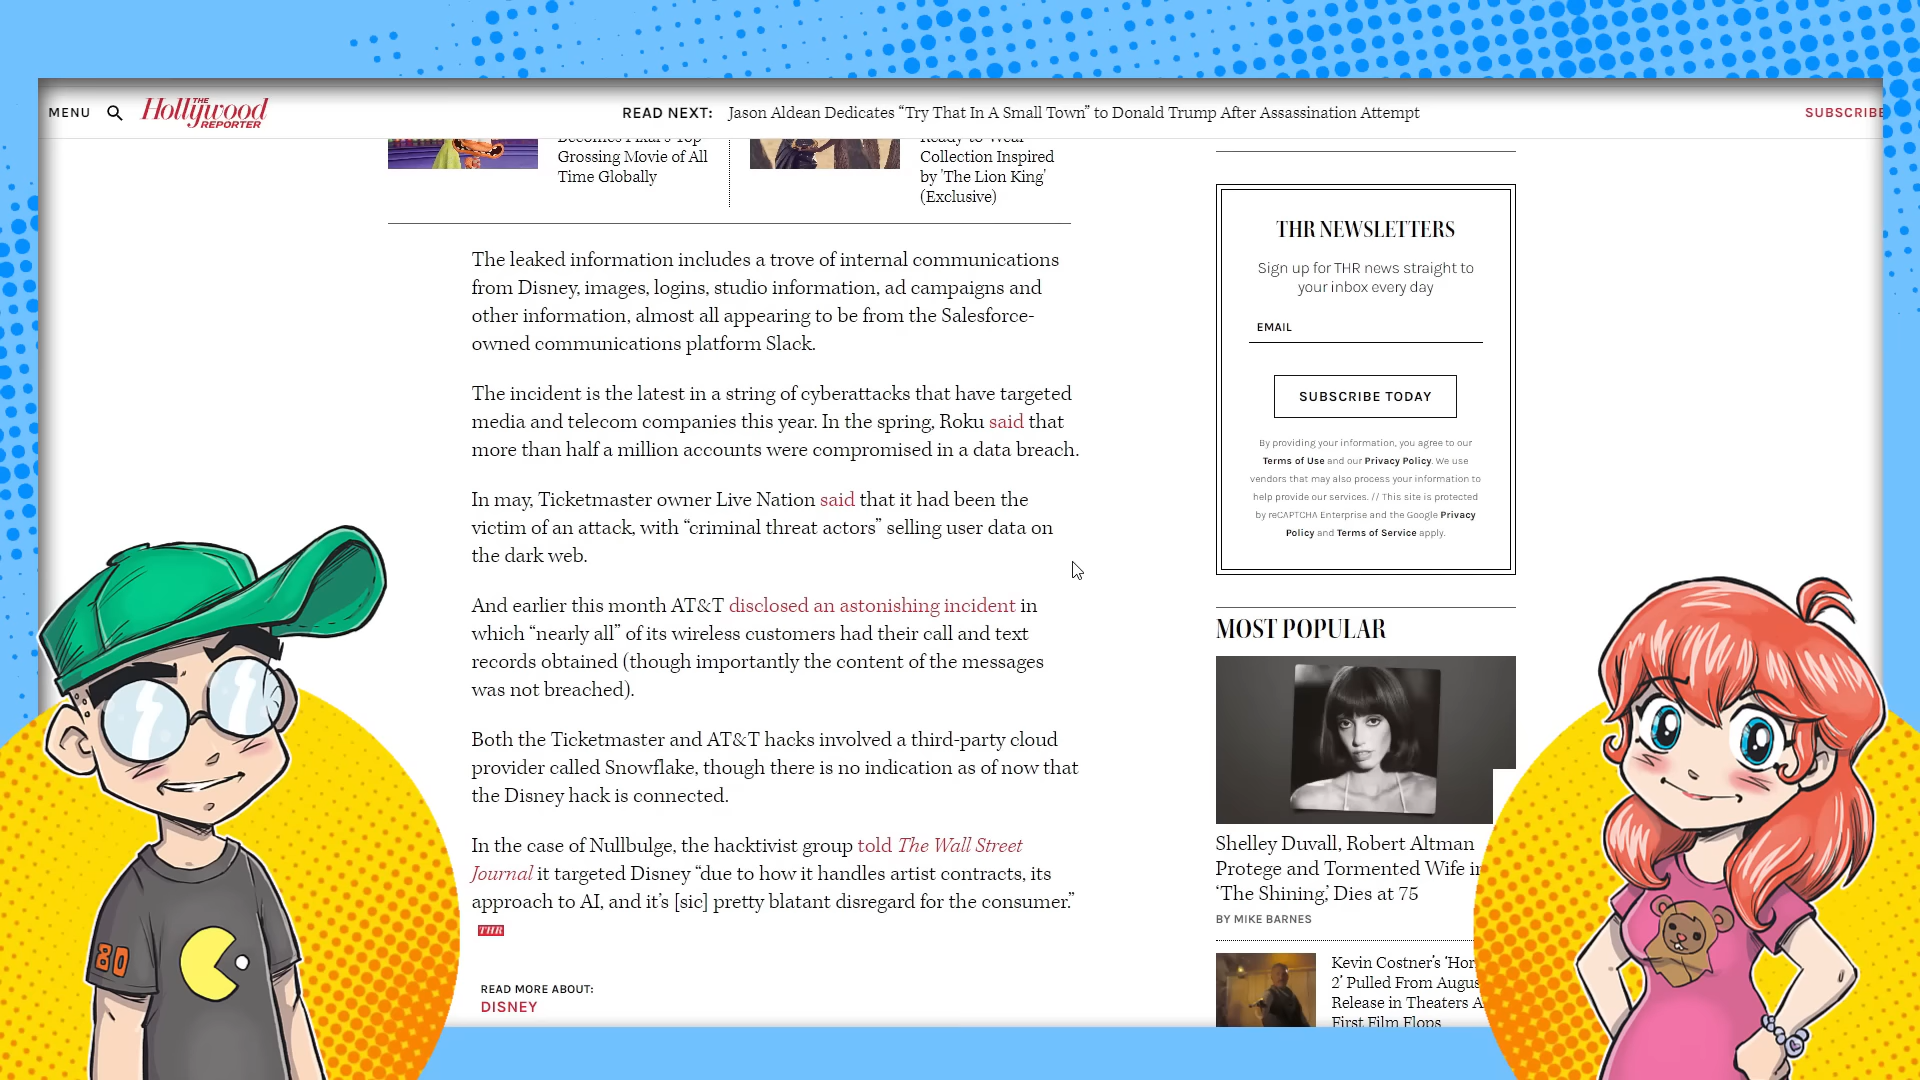 MENU
THE
Hollywood
REPORTER
READ NEXT: Jason Aldean Dedicates “Try That In A Small Town” to Donald Trump After Assassination Attempt
SUBSCRIBE
Becomes Pixar's Top
Grossing Movie of All
Time Globally
Ready-to-Wear
Collection Inspired
by 'The Lion King'
(Exclusive)
The leaked information includes a trove of internal communications
from Disney, images, logins, studio information, ad campaigns and
other information, almost all appearing to be from the Salesforce-
owned communications platform Slack.
The incident is the latest in a string of cyberattacks that have targeted
media and telecom companies this year. In the spring, Roku said that
more than half a million accounts were compromised in a data breach.
In may, Ticketmaster owner Live Nation said that it had been the
victim of an attack, with “criminal threat actors” selling user data on
the dark web.
And earlier this month AT&T disclosed an astonishing incident in
which “nearly all” of its wireless customers had their call and text
records obtained (though importantly the content of the messages
was not breached).
Both the Ticketmaster and AT&T hacks involved a third-party cloud
provider called Snowflake, though there is no indication as of now that
the Disney hack is connected.
In the case of Nullbulge, the hacktivist group told The Wall Street
Journal it targeted Disney “due to how it handles artist contracts, its
approach to AI, and it’s [sic] pretty blatant disregard for the consumer.”
THR
READ MORE ABOUT:
DISNEY
THR NEWSLETTERS
Sign up for THR news straight to
your inbox every day
EMAIL
SUBSCRIBE TODAY
By providing your information, you agree to our
Terms of Use and our Privacy Policy. We use
vendors that may also process your information to
help provide our services. // This site is protected
by reCAPTCHA Enterprise and the Google Privacy
Policy and Terms of Service apply.
MOST POPULAR
Shelley Duvall, Robert Altman
Protege and Tormented Wife in
‘The Shining,’ Dies at 75
BY MIKE BARNES
Kevin Costner’s ‘Hor
2’ Pulled From Augus
Release in Theaters A
First Film Flops
80